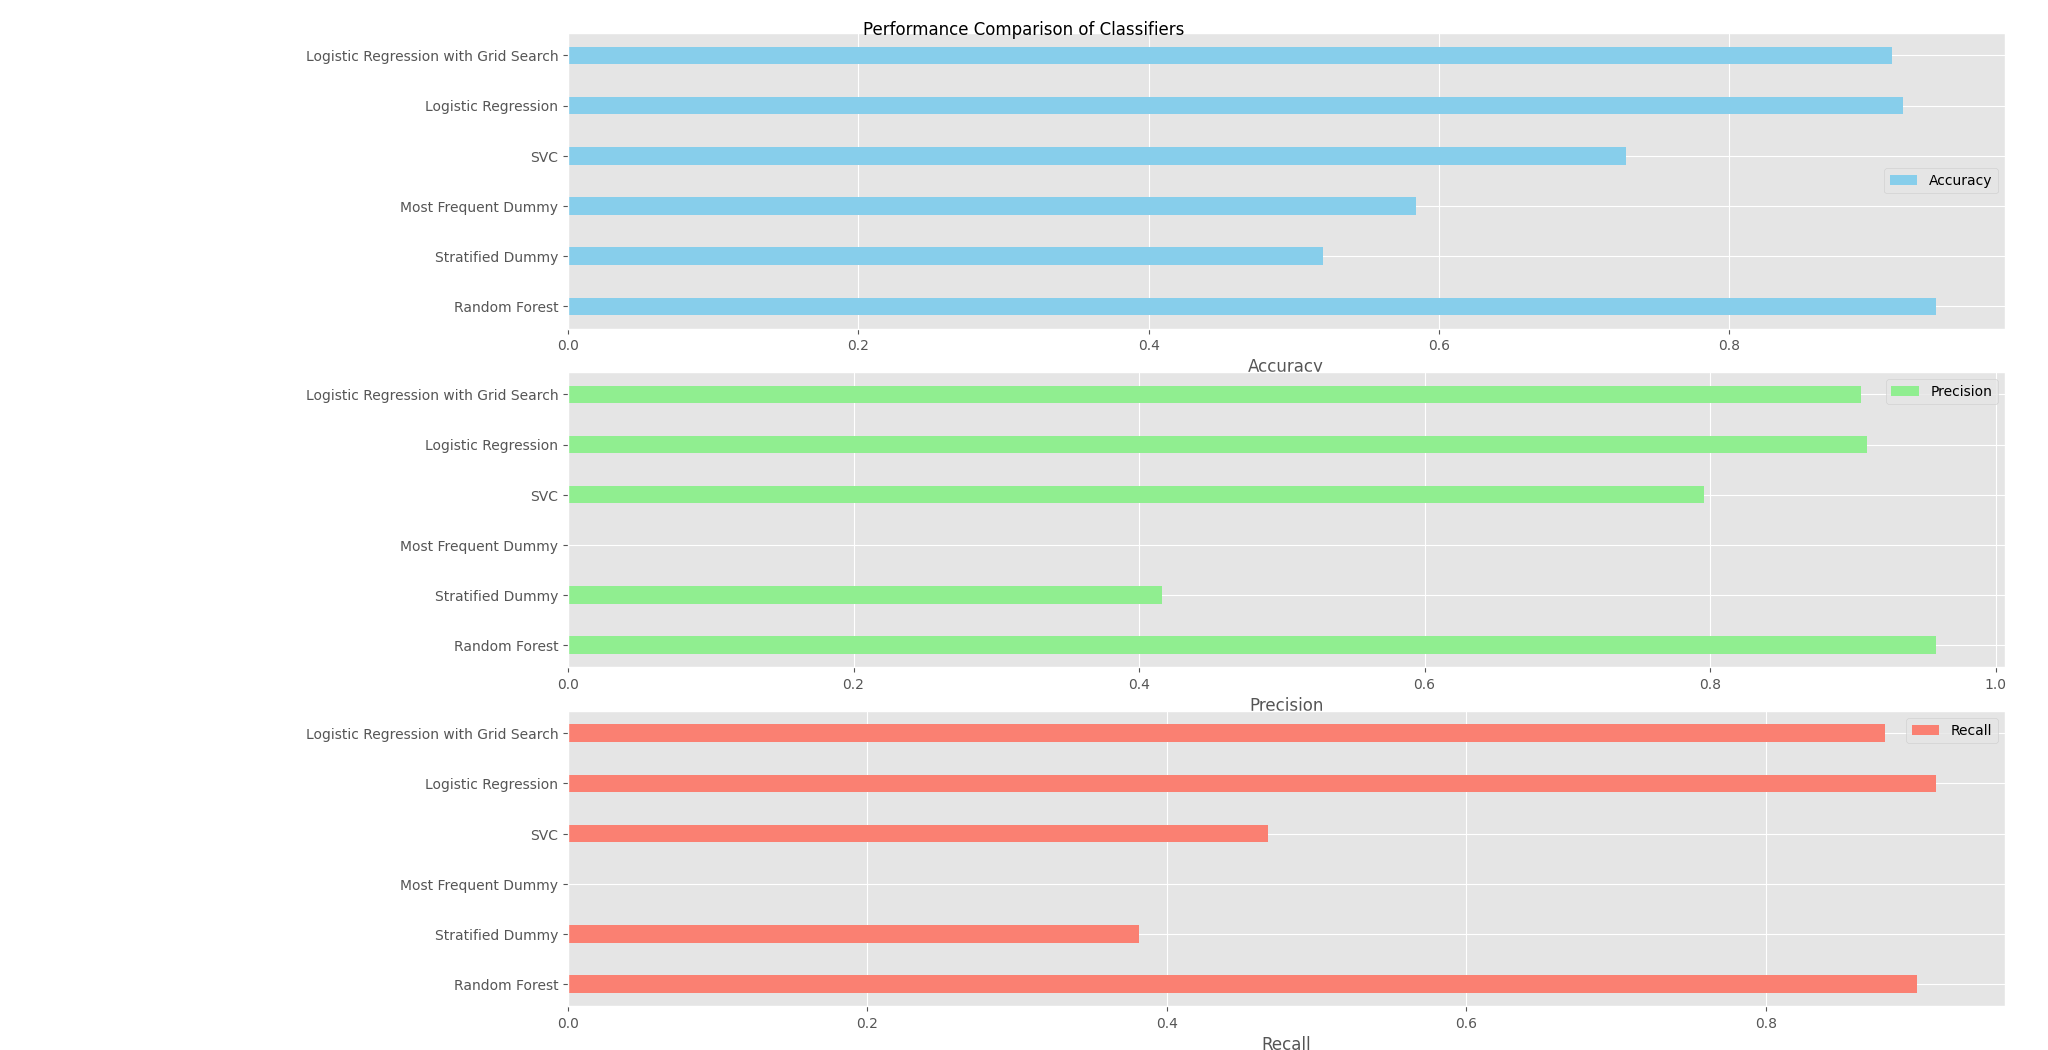 Performance Comparison of Classifiers
Logistic Regression with Grid Search
Logistic Regression
SVC
Accuracy
Most Frequent Dummy
Stratified Dummy
Random Forest
0.0 0.2 0.4 0.6 0.8
Accuracy
Logistic Regression with Grid Search
Precision
Logistic Regression
SVC
Most Frequent Dummy
Stratified Dummy
Random Forest
0.0 0.2 0.4 0.6 0.8 1.0
Precision
Logistic Regression with Grid Search
Recall
Logistic Regression
SVC
Most Frequent Dummy
Stratified Dummy
Random Forest
0.0 0.2 0.4 0.6 0.8
Recall